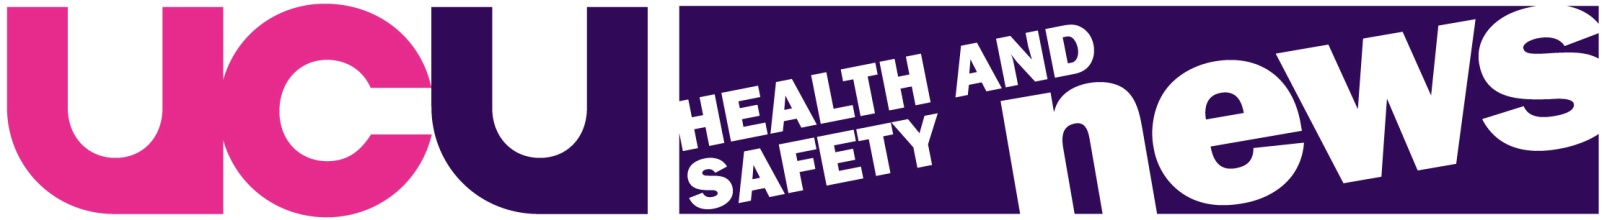 ucu
HEALTH AND
SAFETY
news